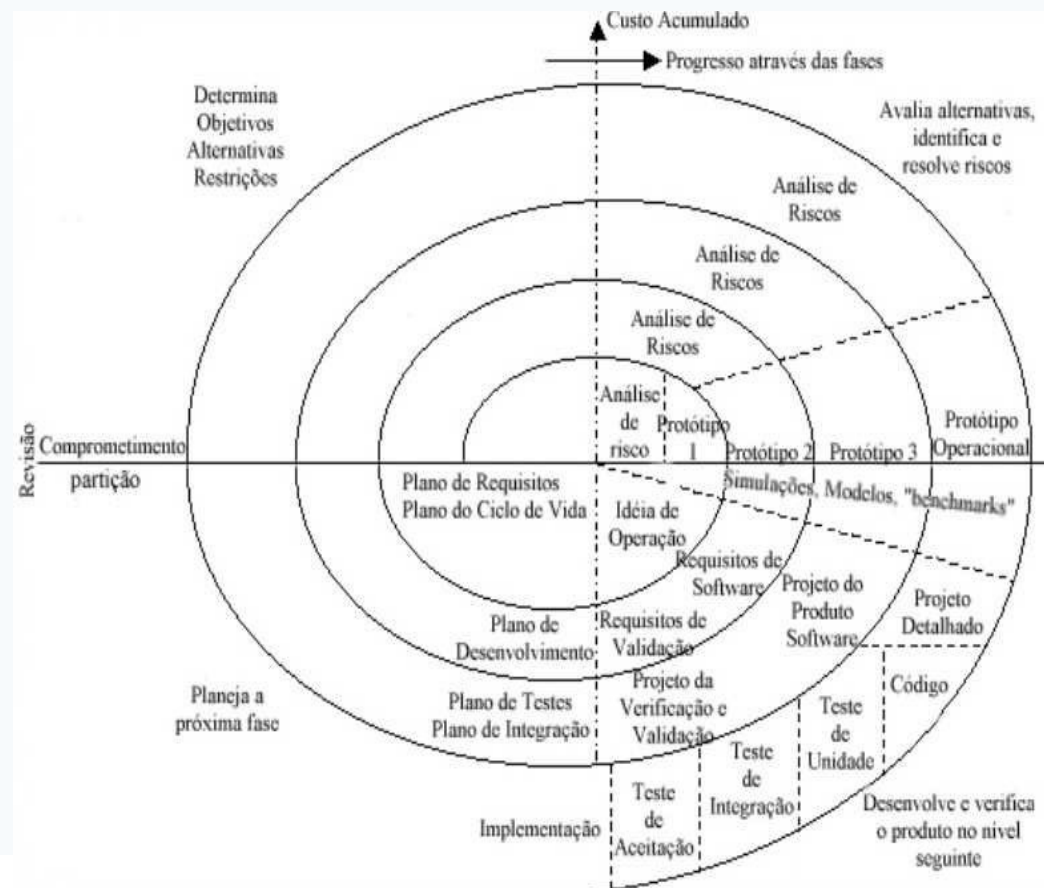 Custo Acumulado
Progresso através das fases
Determina
Objetivos
Alternativas
Restrições
Avalia alternativas,
identifica e
resolve riscos
Análise de
Riscos
Análise de
Riscos
Análise de
Riscos
Análise
de
risco
Protótipo
1
Protótipo 2
Protótipo 3
Protótipo
Operacional
Revisão
Comprometimento
partição
Simulações, Modelos, "benchmarks"
Plano de Requisitos
Plano do Ciclo de Vida
Idéia de
Operação
Requisitos de
Software
Projeto do
Produto
Software
Projeto
Detalhado
Plano de
Desenvolvimento
Requisitos de
Validação
Código
Planeja a
próxima fase
Plano de Testes
Plano de Integração
Projeto da
Verificação e
Validação
Teste
de
Unidade
Teste
de
Integração
Teste
de
Aceitação
Implementação
Desenvolve e verifica
o produto no nível
seguinte